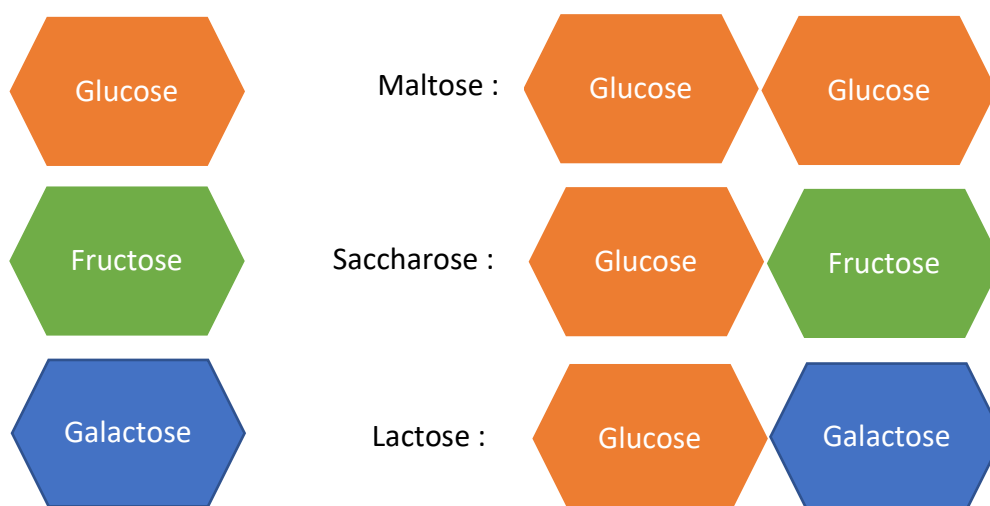 Glucose
Maltose : Glucose Glucose
Fructose
Saccharose : Glucose Fructose
Galactose
Lactose : Glucose Galactose